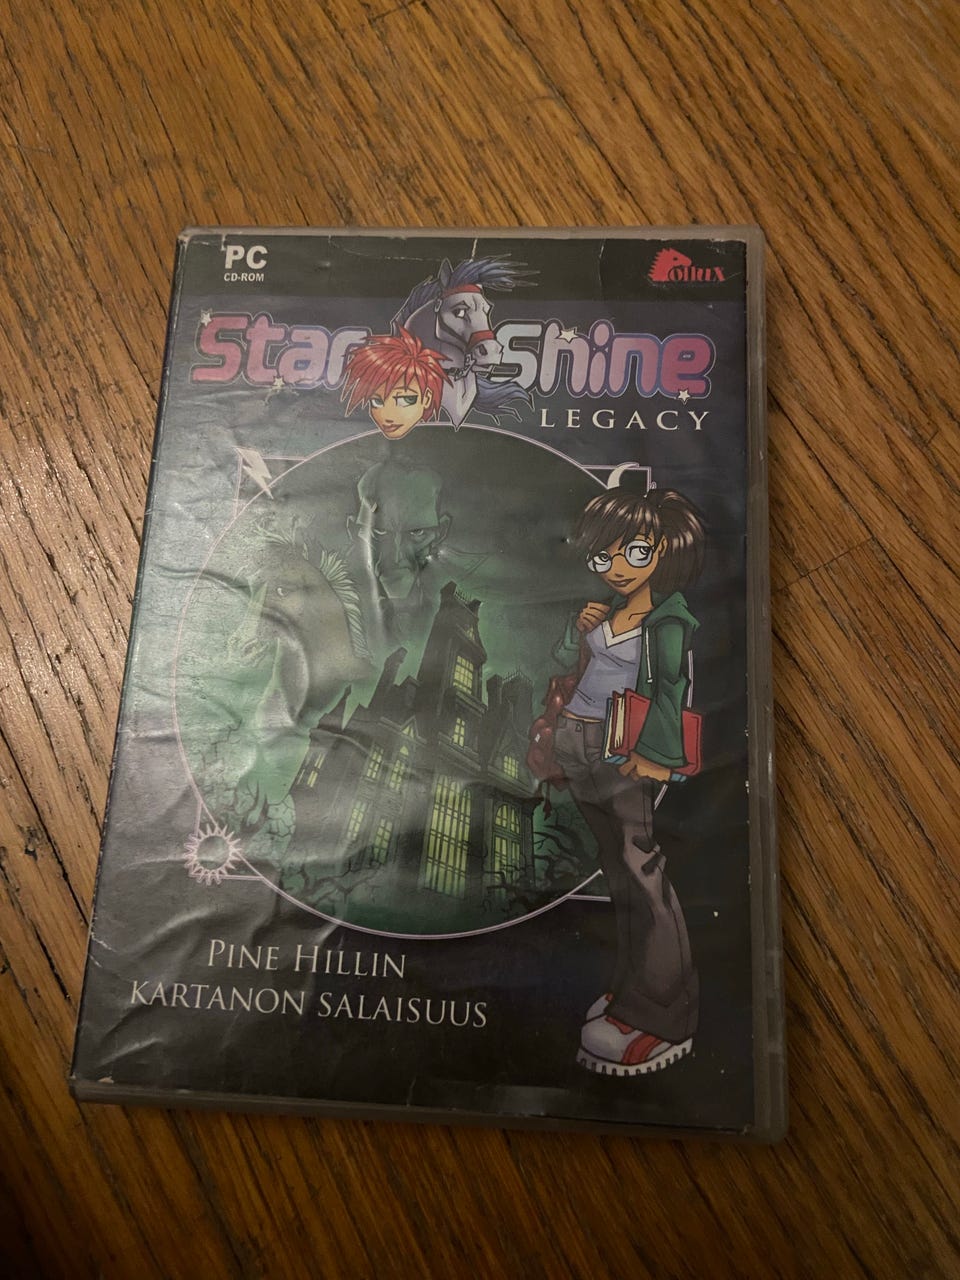 PC
CD-ROM
Pollux
Star Shine
LEGACY
PINE HILLIN
KARTANON SALAISUUS